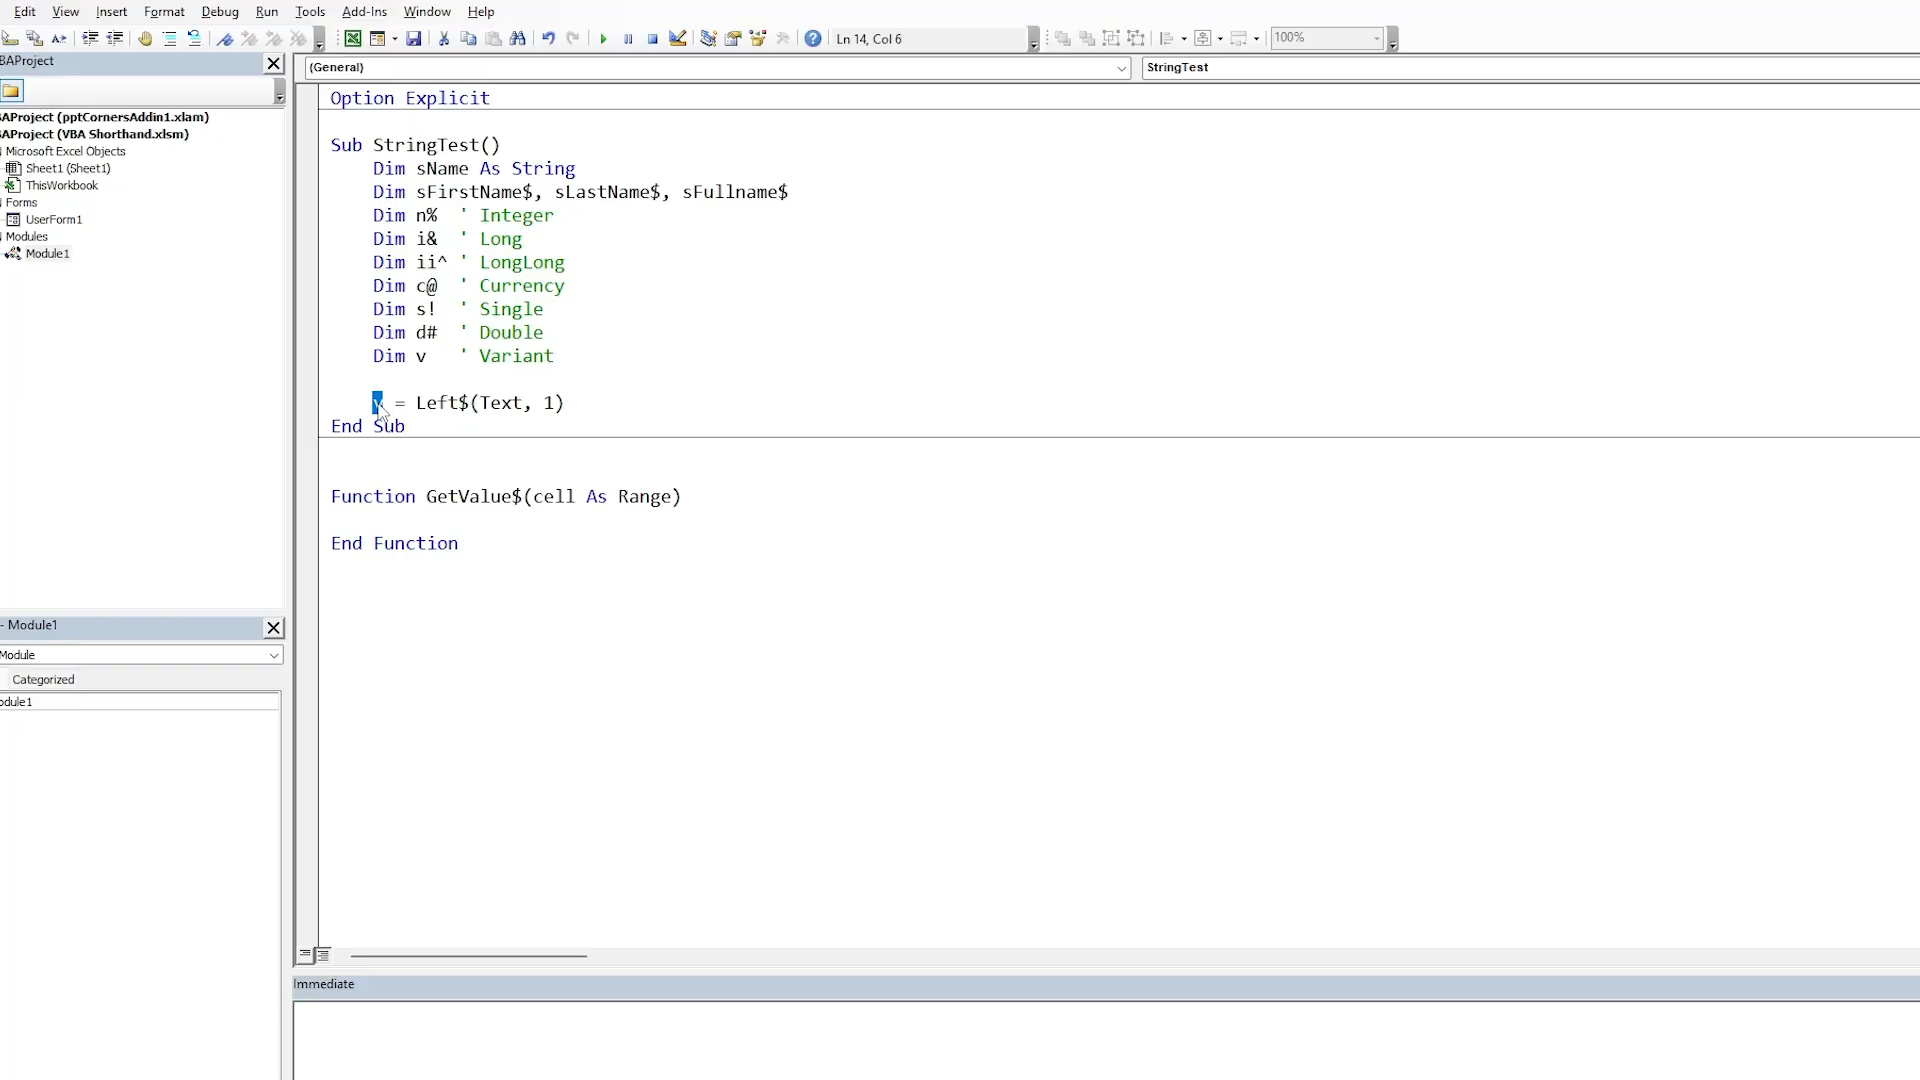 Edit View Insert Format Debug Run Tools Add-Ins Window Help
Ln 14, Col 6
100%
BAProject
(General)
StringTest
AProject (pptCornersAddin1.xlam)
AProject (VBA Shorthand.xlsm)
Microsoft Excel Objects
Sheet1 (Sheet1)
ThisWorkbook
Forms
UserForm1
Modules
Module1
Option Explicit
Sub StringTest()
Dim sName As String
Dim sFirstName$, sLastName$, sFullname$
Dim n% ' Integer
Dim i& ' Long
Dim ii^ ' LongLong
Dim c@ ' Currency
Dim s! ' Single
Dim d# ' Double
Dim v ' Variant
v = Left$(Text, 1)
End Sub
Function GetValue$(cell As Range)
End Function
- Module1
Module
Categorized
odule1
Immediate